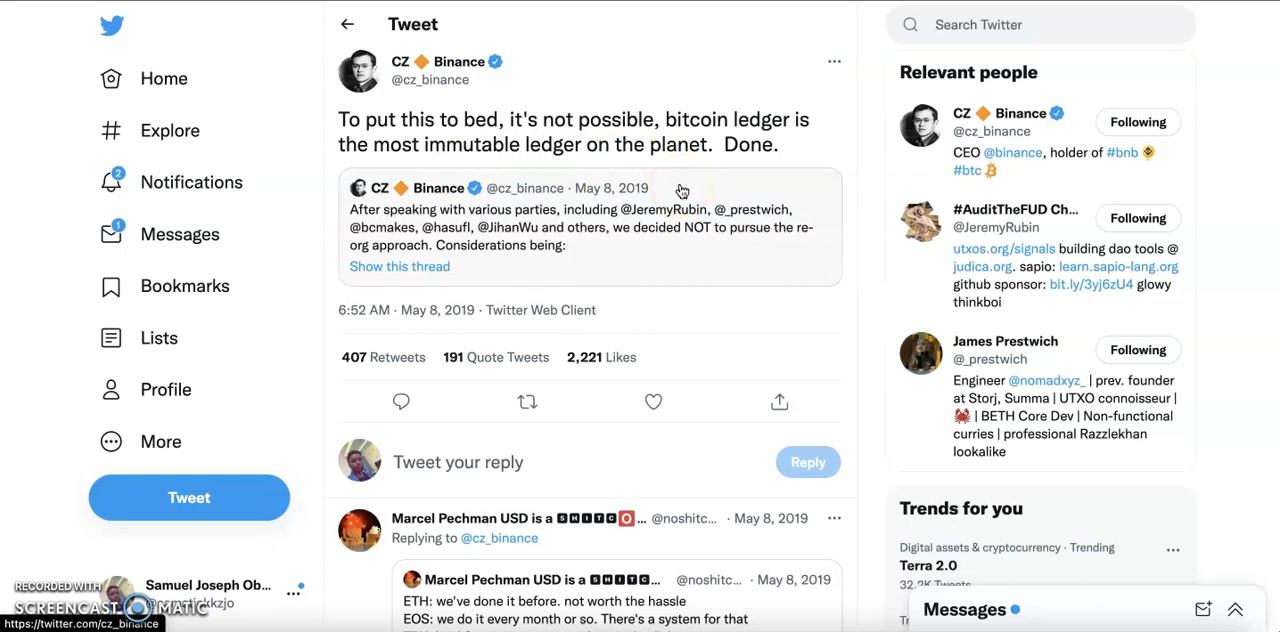 Tweet
CZ 🔶 Binance
@cz_binance
To put this to bed, it's not possible, bitcoin ledger is
the most immutable ledger on the planet.  Done.
CZ 🔶 Binance @cz_binance · May 8, 2019
After speaking with various parties, including @JeremyRubin, @_prestwich,
@bcmakes, @hasufl, @JihanWu and others, we decided NOT to pursue the re-
org approach. Considerations being:
Show this thread
6:52 AM · May 8, 2019 · Twitter Web Client
407 Retweets 191 Quote Tweets 2,221 Likes
Tweet your reply
Reply
Marcel Pechman USD is a 🆂🅷🅸🆃🅲🅾️... @noshitc... · May 8, 2019
Replying to @cz_binance
Marcel Pechman USD is a 🆂🅷🅸🆃🅲... @noshitc... · May 8, 2019
ETH: we've done it before. not worth the hassle
EOS: we do it every month or so. There's a system for that
Home
Explore
2
Notifications
1
Messages
Bookmarks
Lists
Profile
More
Tweet
Samuel Joseph Ob...
RECORDED WITH
SCREENCAST MATIC
https://twitter.com/cz_binance
Search Twitter
Relevant people
CZ 🔶 Binance
@cz_binance
Following
CEO @binance, holder of #bnb
#btc
#AuditTheFUD Ch...
@JeremyRubin
Following
utxos.org/signals building dao tools @
judica.org. sapio: learn.sapio-lang.org
github sponsor: bit.ly/3yj6zU4 glowy
thinkboi
James Prestwich
@_prestwich
Following
Engineer @nomadxyz_ | prev. founder
at Storj, Summa | UTXO connoisseur |
🦀 | BETH Core Dev | Non-functional
curries | professional Razzlekhan
lookalike
Trends for you
Digital assets & cryptocurrency · Trending
Terra 2.0
32.2K Tweets
Messages